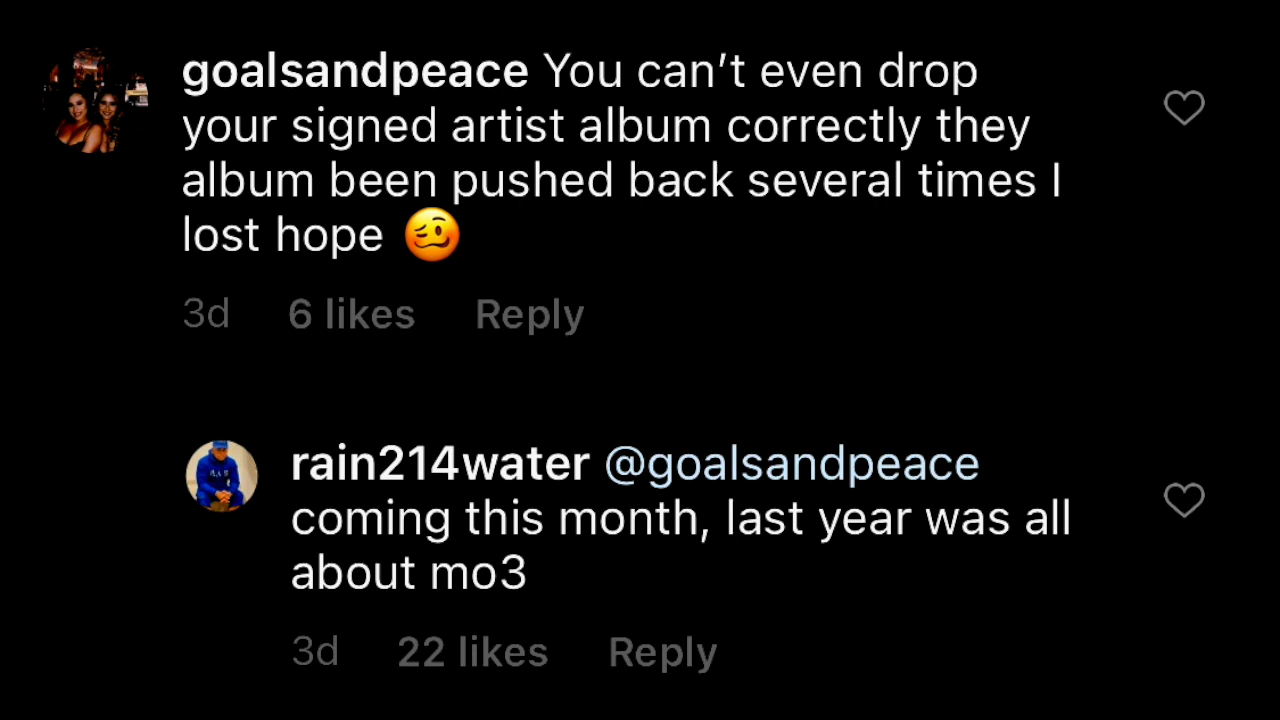 goalsandpeace You can’t even drop
your signed artist album correctly they
album been pushed back several times I
lost hope 🥴
3d 6 likes Reply
rain214water @goalsandpeace
coming this month, last year was all
about mo3
3d 22 likes Reply